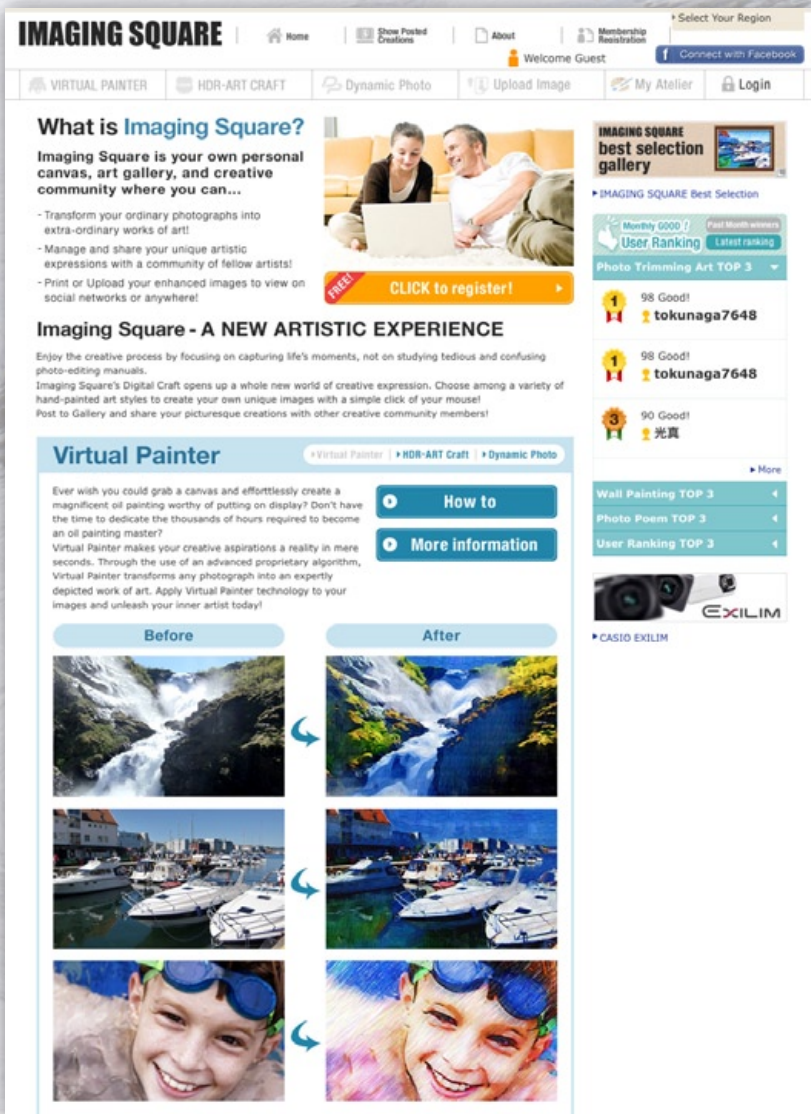 IMAGING SQUARE
Home
Show Posted
Creations
About
Membership
Registration
Select Your Region
Welcome Guest
f Connect with Facebook
VIRTUAL PAINTER
HDR-ART CRAFT
Dynamic Photo
Upload Image
My Atelier
Login
What is Imaging Square?
Imaging Square is your own personal
canvas, art gallery, and creative
community where you can...
- Transform your ordinary photographs into
extra-ordinary works of art!
- Manage and share your unique artistic
expressions with a community of fellow artists!
- Print or Upload your enhanced images to view on
social networks or anywhere!
FREE!
CLICK to register!
Imaging Square - A NEW ARTISTIC EXPERIENCE
Enjoy the creative process by focusing on capturing life's moments, not on studying tedious and confusing
photo-editing manuals.
Imaging Square's Digital Craft opens up a whole new world of creative expression. Choose among a variety of
hand-painted art styles to create your own unique images with a simple click of your mouse!
Post to Gallery and share your picturesque creations with other creative community members!
Virtual Painter
Virtual Painter | HDR-ART Craft | Dynamic Photo
Ever wish you could grab a canvas and efforttlessly create a
magnificent oil painting worthy of putting on display? Don't have
the time to dedicate the thousands of hours required to become
an oil painting master?
Virtual Painter makes your creative aspirations a reality in mere
seconds. Through the use of an advanced proprietary algorithm,
Virtual Painter transforms any photograph into an expertly
depicted work of art. Apply Virtual Painter technology to your
images and unleash your inner artist today!
How to
More information
Before
After
IMAGING SQUARE
best selection
gallery
IMAGING SQUARE Best Selection
Monthly GOOD!
User Ranking
Past Month winners
Latest ranking
Photo Trimming Art TOP 3
1
98 Good!
tokunaga7648
1
98 Good!
tokunaga7648
3
90 Good!
光真
More
Wall Painting TOP 3
Photo Poem TOP 3
User Ranking TOP 3
EXILIM
CASIO EXILIM